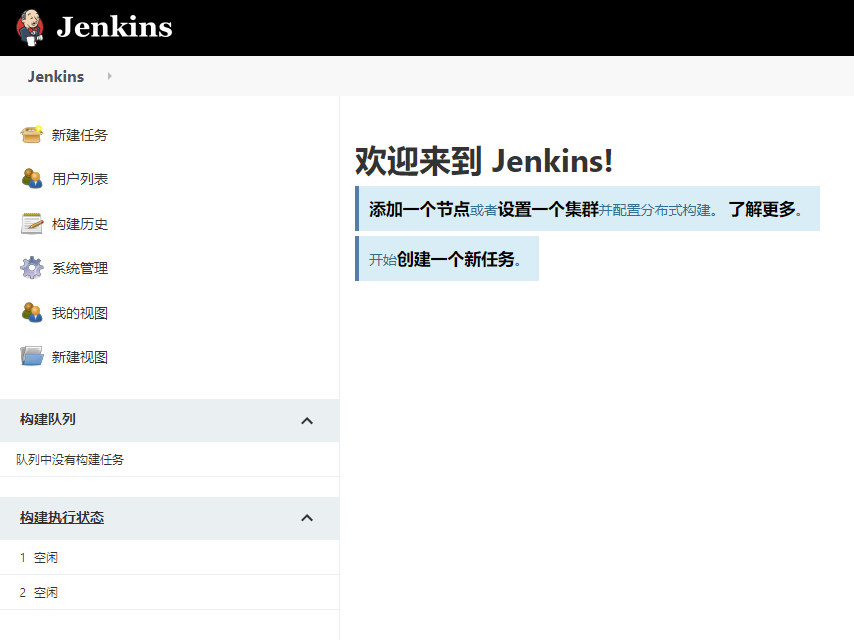 Jenkins
Jenkins
新建任务
用户列表
构建历史
系统管理
我的视图
新建视图
构建队列
队列中没有构建任务
构建执行状态
1 空闲
2 空闲
欢迎来到 Jenkins!
添加一个节点或者设置一个集群并配置分布式构建。 了解更多。
开始创建一个新任务。